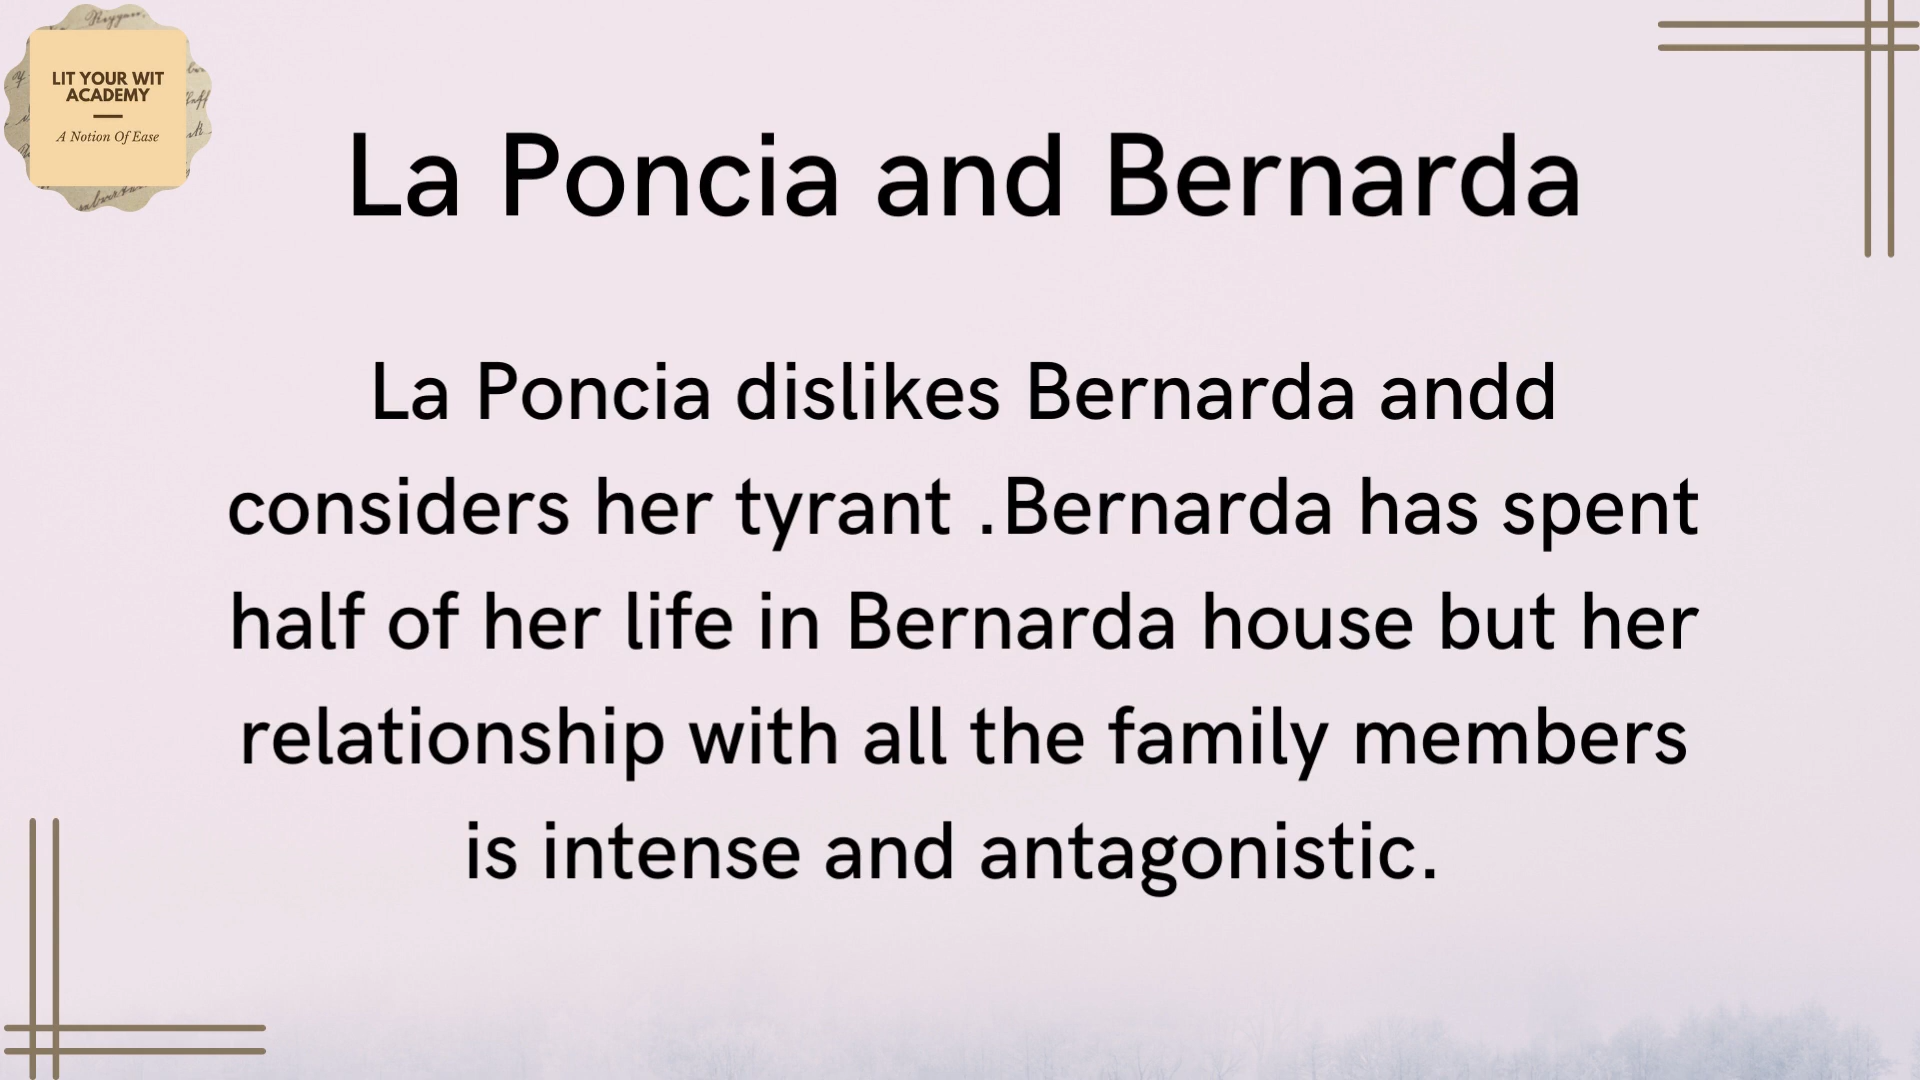 LIT YOUR WIT
ACADEMY
A Notion Of Ease
La Poncia and Bernarda
La Poncia dislikes Bernarda andd
considers her tyrant .Bernarda has spent
half of her life in Bernarda house but her
relationship with all the family members
is intense and antagonistic.